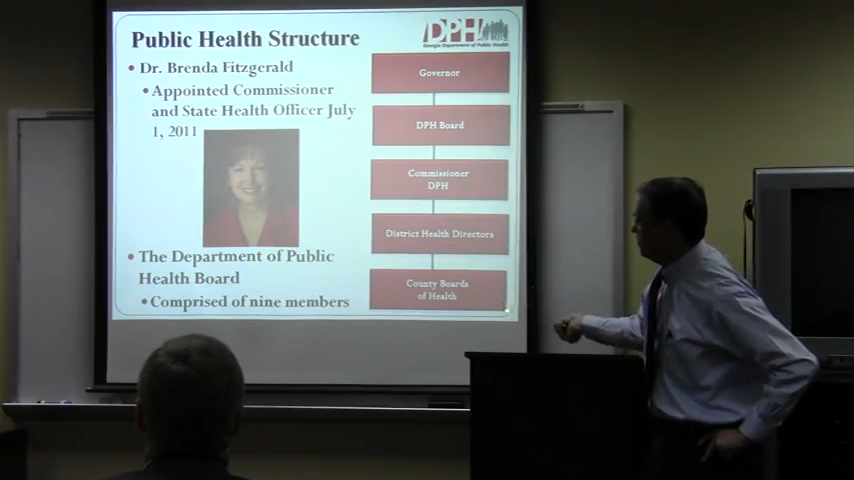 Public Health Structure
DPH
Georgia Department of Public Health
• Dr. Brenda Fitzgerald
• Appointed Commissioner
and State Health Officer July
1, 2011
• The Department of Public
Health Board
• Comprised of nine members
Governor
DPH Board
Commissioner
DPH
District Health Directors
County Boards
of Health